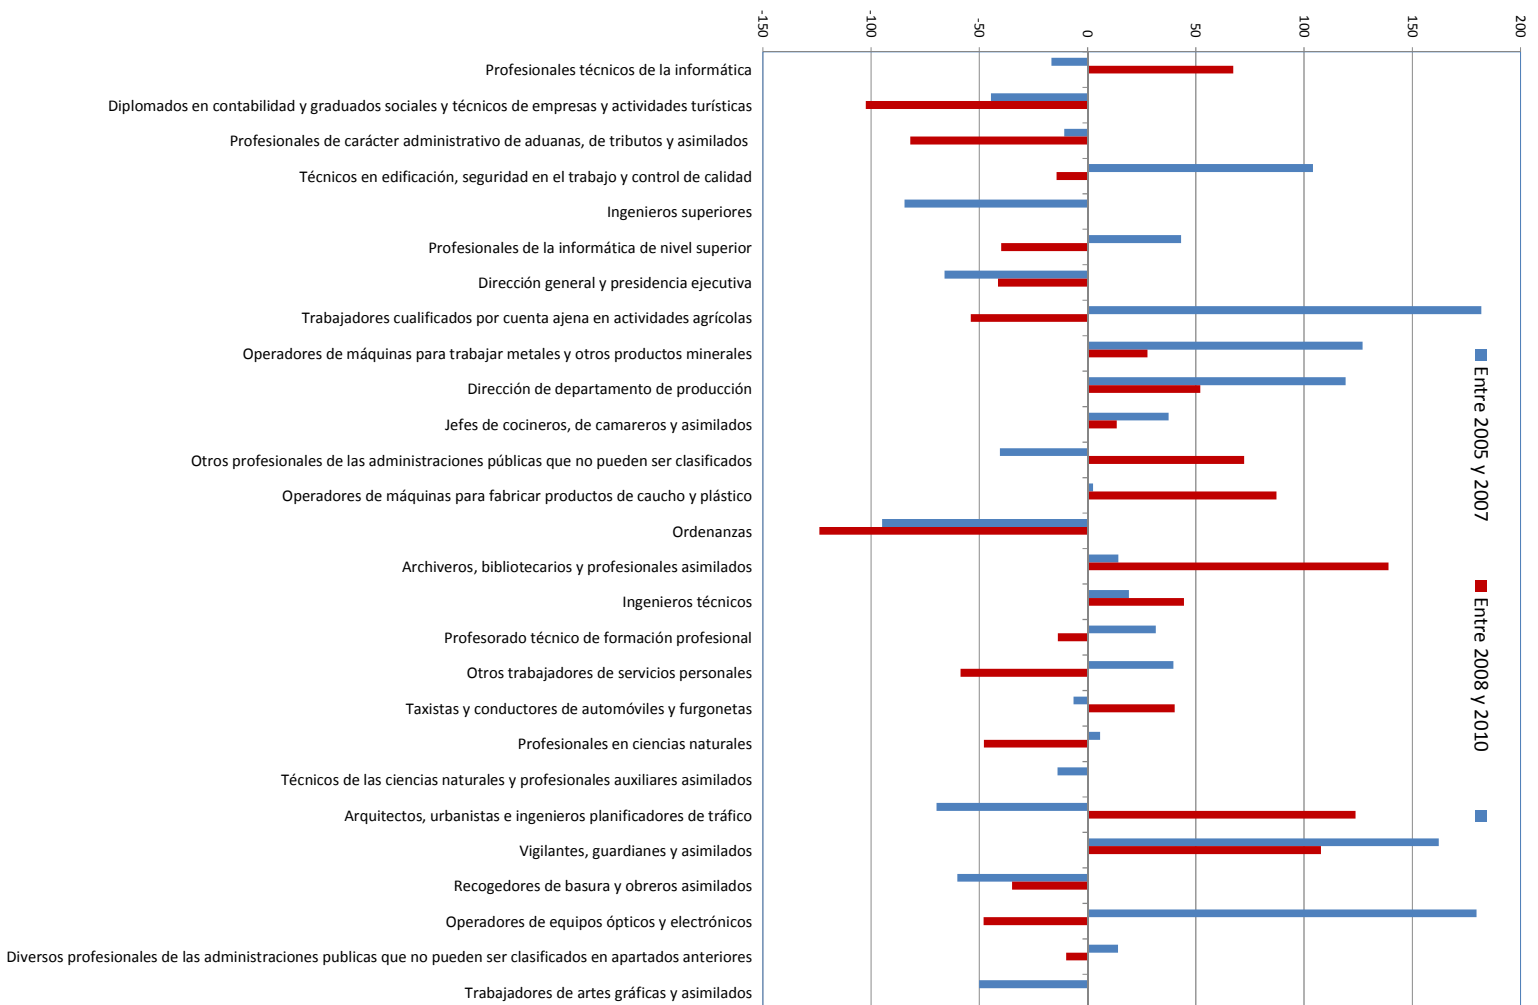 -150
-100
-50
0
50
100
150
200
Profesionales técnicos de la informática
Diplomados en contabilidad y graduados sociales y técnicos de empresas y actividades turísticas
Profesionales de carácter administrativo de aduanas, de tributos y asimilados
Técnicos en edificación, seguridad en el trabajo y control de calidad
Ingenieros superiores
Profesionales de la informática de nivel superior
Dirección general y presidencia ejecutiva
Trabajadores cualificados por cuenta ajena en actividades agrícolas
Operadores de máquinas para trabajar metales y otros productos minerales
Dirección de departamento de producción
Jefes de cocineros, de camareros y asimilados
Otros profesionales de las administraciones públicas que no pueden ser clasificados
Operadores de máquinas para fabricar productos de caucho y plástico
Ordenanzas
Archiveros, bibliotecarios y profesionales asimilados
Ingenieros técnicos
Profesorado técnico de formación profesional
Otros trabajadores de servicios personales
Taxistas y conductores de automóviles y furgonetas
Profesionales en ciencias naturales
Técnicos de las ciencias naturales y profesionales auxiliares asimilados
Arquitectos, urbanistas e ingenieros planificadores de tráfico
Vigilantes, guardianes y asimilados
Recogedores de basura y obreros asimilados
Operadores de equipos ópticos y electrónicos
Diversos profesionales de las administraciones publicas que no pueden ser clasificados en apartados anteriores
Trabajadores de artes gráficas y asimilados
Entre 2005 y 2007
Entre 2008 y 2010